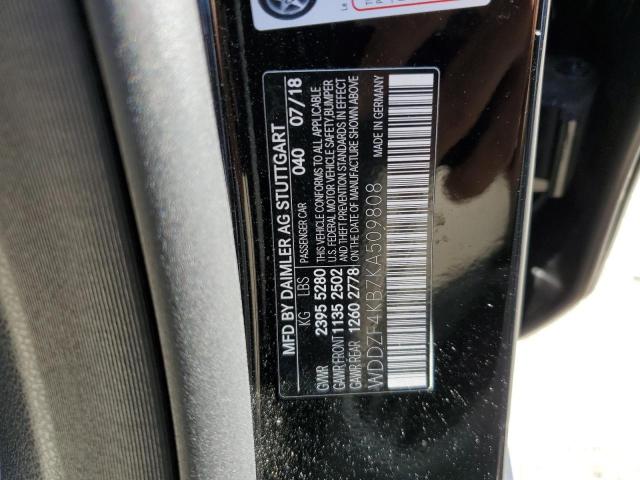 MFD BY DAIMLER AG STUTTGART
PASSENGER CAR 040 07/18
KG LBS
THIS VEHICLE CONFORMS TO ALL APPLICABLE
U.S. FEDERAL MOTOR VEHICLE SAFETY, BUMPER
AND THEFT PREVENTION STANDARDS IN EFFECT
ON THE DATE OF MANUFACTURE SHOWN ABOVE
GVWR 2395 5280
GAWR/FRONT 1135 2502
GAWR/REAR 1260 2778
MADE IN GERMANY
WDDZF4KB7KA509808